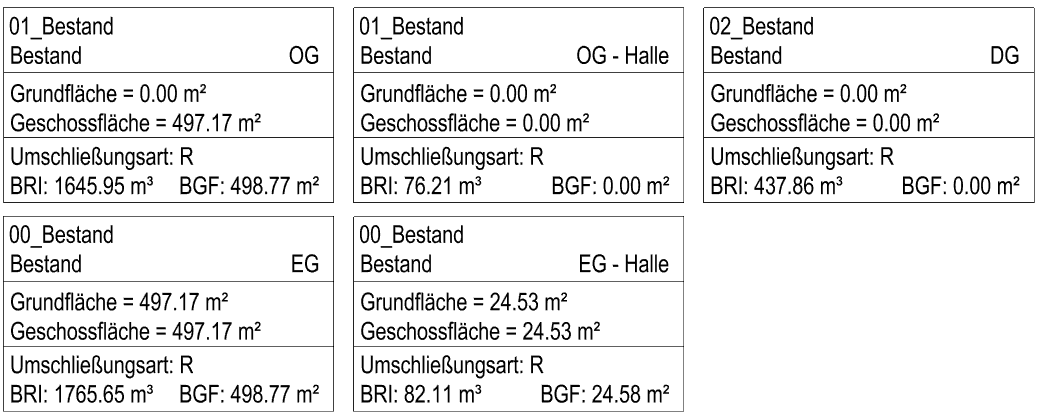 01_Bestand
Bestand OG
Grundfläche = 0.00 m²
Geschossfläche = 497.17 m²
Umschließungsart: R
BRI: 1645.95 m³ BGF: 498.77 m²
01_Bestand
Bestand OG - Halle
Grundfläche = 0.00 m²
Geschossfläche = 0.00 m²
Umschließungsart: R
BRI: 76.21 m³ BGF: 0.00 m²
02_Bestand
Bestand DG
Grundfläche = 0.00 m²
Geschossfläche = 0.00 m²
Umschließungsart: R
BRI: 437.86 m³ BGF: 0.00 m²
00_Bestand
Bestand EG
Grundfläche = 497.17 m²
Geschossfläche = 497.17 m²
Umschließungsart: R
BRI: 1765.65 m³ BGF: 498.77 m²
00_Bestand
Bestand EG - Halle
Grundfläche = 24.53 m²
Geschossfläche = 24.53 m²
Umschließungsart: R
BRI: 82.11 m³ BGF: 24.58 m²